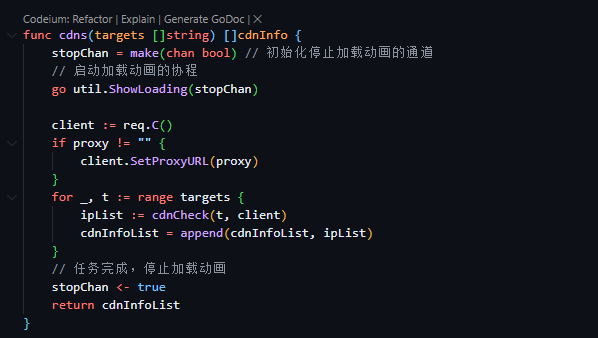 Codeium: Refactor | Explain | Generate GoDoc | ✕
func cdns(targets []string) []cdnInfo {
    stopChan = make(chan bool) // 初始化停止加载动画的通道
    // 启动加载动画的协程
    go util.ShowLoading(stopChan)

    client := req.C()
    if proxy != "" {
        client.SetProxyURL(proxy)
    }
    for _, t := range targets {
        ipList := cdnCheck(t, client)
        cdnInfoList = append(cdnInfoList, ipList)
    }
    // 任务完成，停止加载动画
    stopChan <- true
    return cdnInfoList
}